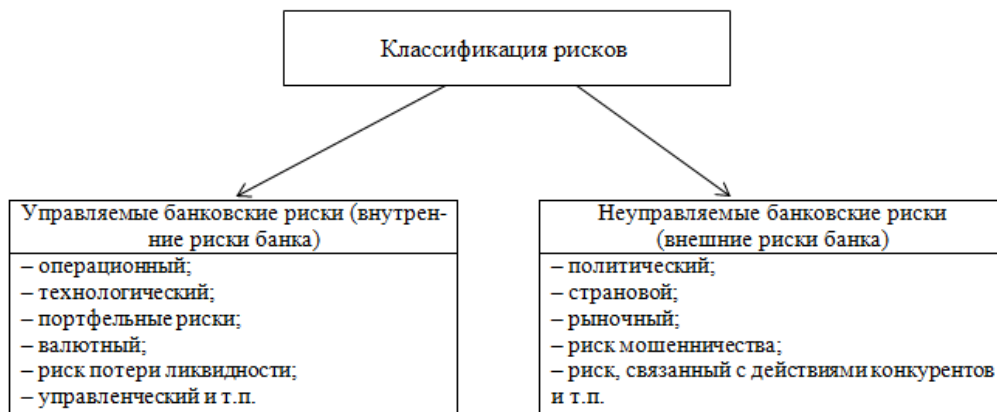 Классификация рисков
Управляемые банковские риски (внутрен-
ние риски банка)
– операционный;
– технологический;
– портфельные риски;
– валютный;
– риск потери ликвидности;
– управленческий и т.п.
Неуправляемые банковские риски
(внешние риски банка)
– политический;
– страновой;
– рыночный;
– риск мошенничества;
– риск, связанный с действиями конкурентов
и т.п.